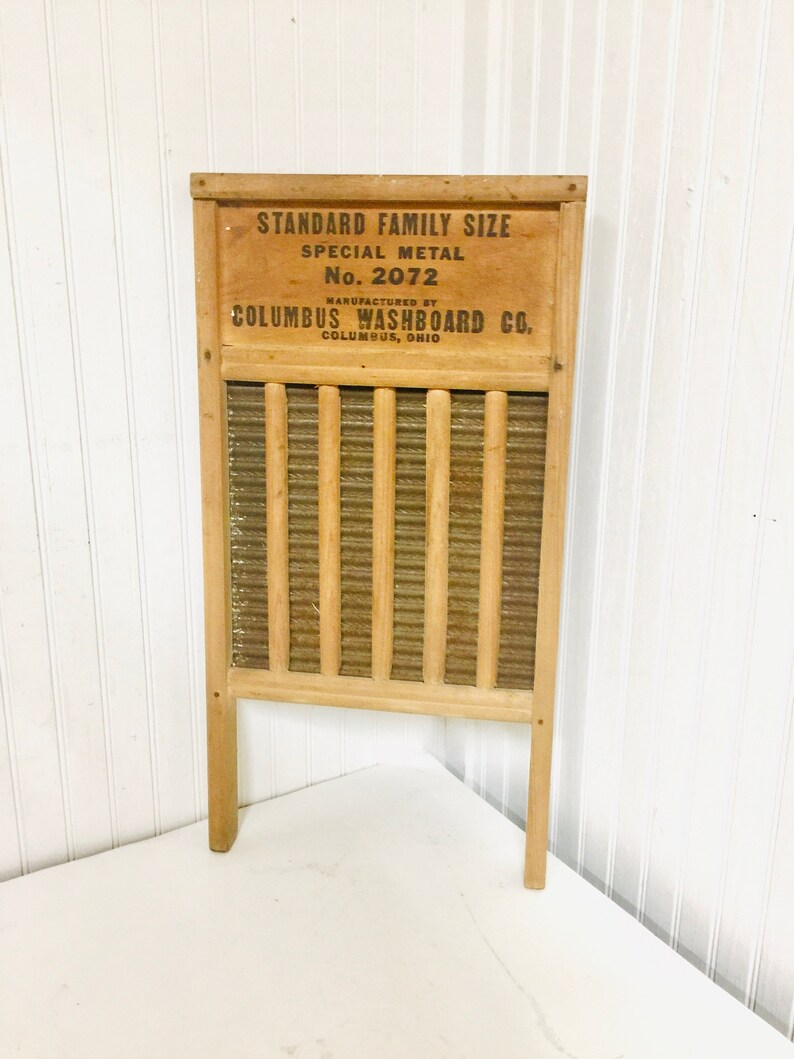 STANDARD FAMILY SIZE
SPECIAL METAL
No. 2072
MANUFACTURED BY
COLUMBUS WASHBOARD CO,
COLUMBUS, OHIO